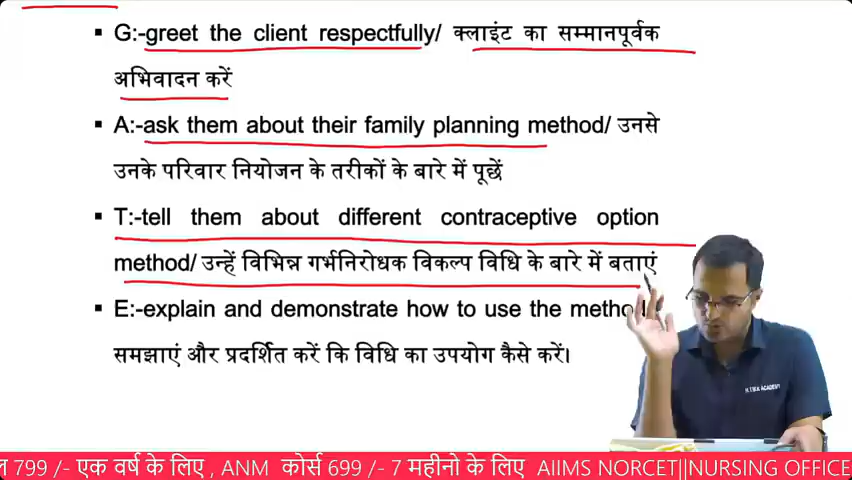 ▪ G:-greet the client respectfully/ क्लाइंट का सम्मानपूर्वक
अभिवादन करें
▪ A:-ask them about their family planning method/ उनसे
उनके परिवार नियोजन के तरीकों के बारे में पूछें
▪ T:-tell them about different contraceptive option
method/ उन्हें विभिन्न गर्भनिरोधक विकल्प विधि के बारे में बताएं
▪ E:-explain and demonstrate how to use the
समझाएं और प्रदर्शित करें कि विधि का उपयोग कैसे करें।
799 /- एक वर्ष के लिए , ANM कोर्स 699 /- 7 महीनो के लिए AIIMS NORCET||NURSING OFFICE